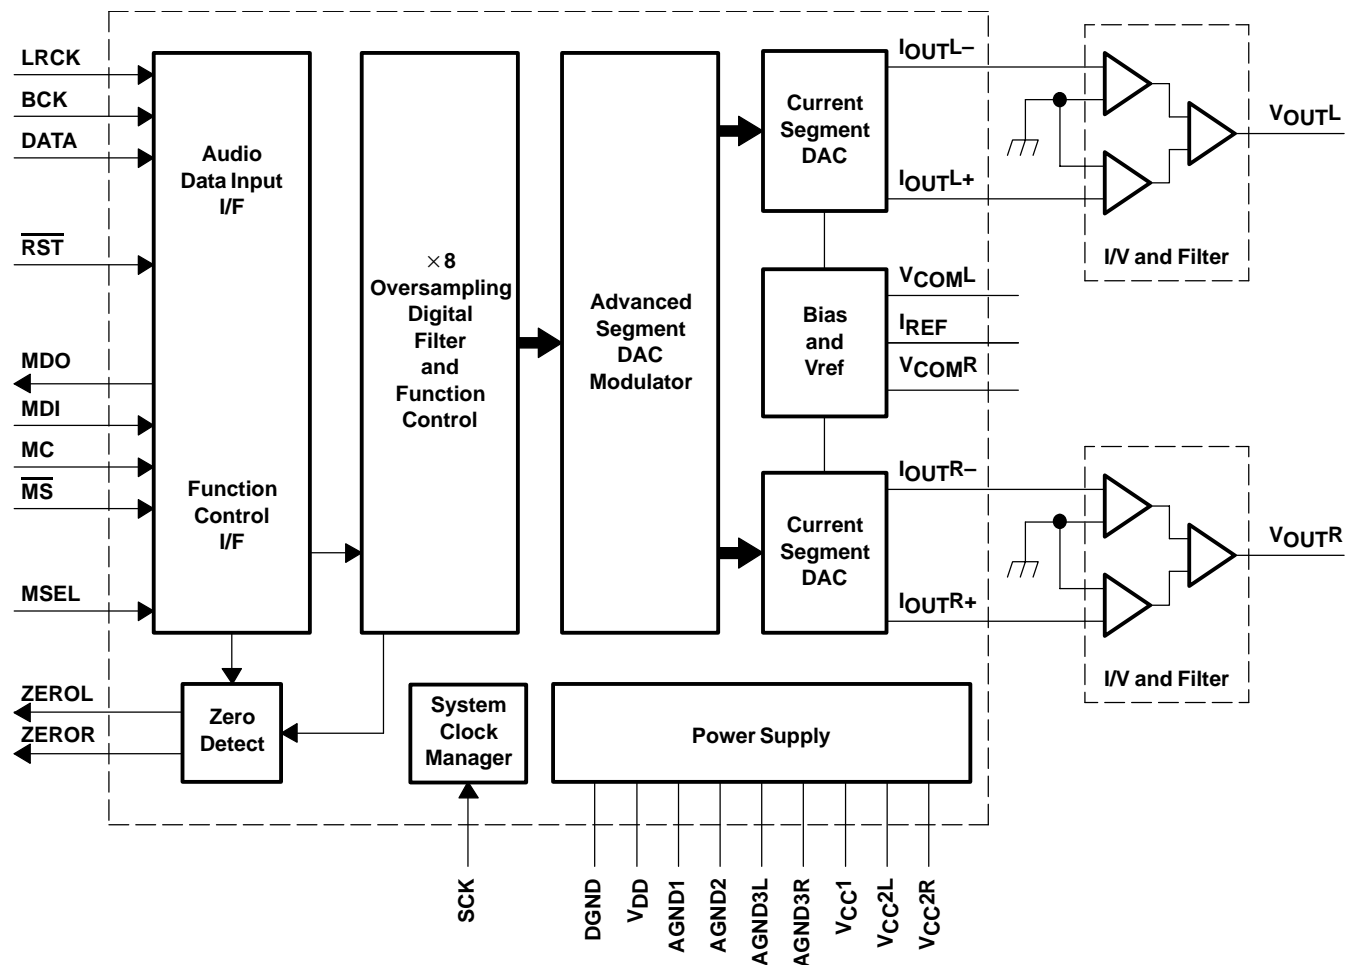 LRCK
BCK
DATA
RST
MDO
MDI
MC
MS
MSEL
ZEROL
ZEROR
Audio
Data Input
I/F
Function
Control
I/F
×8
Oversampling
Digital
Filter
and
Function
Control
Advanced
Segment
DAC
Modulator
Current
Segment
DAC
Bias
and
Vref
Current
Segment
DAC
IOUTL–
IOUTL+
VCOML
IREF
VCOMR
IOUTR–
IOUTR+
I/V and Filter
VOUTL
I/V and Filter
VOUTR
Zero
Detect
System
Clock
Manager
Power Supply
SCK
DGND
VDD
AGND1
AGND2
AGND3L
AGND3R
VCC1
VCC2L
VCC2R